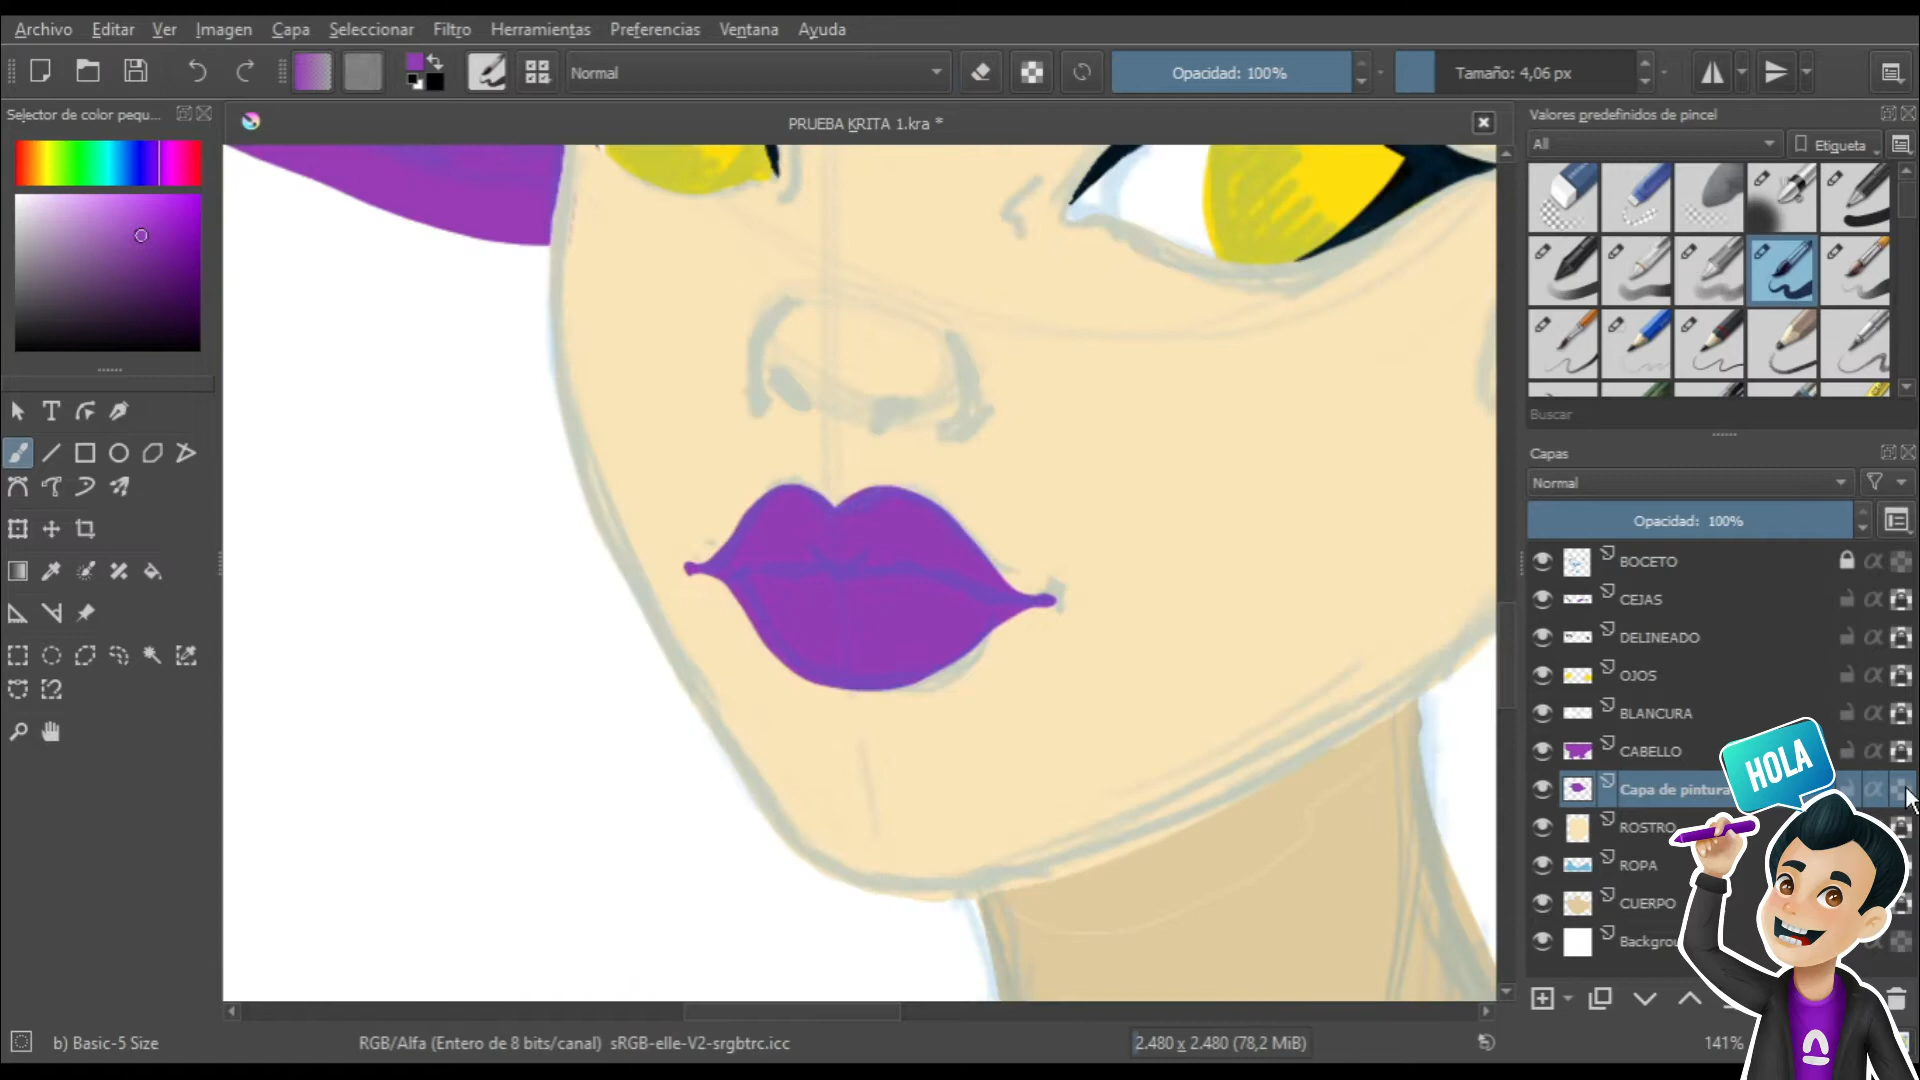 Archivo Editar Ver Imagen Capa Seleccionar Filtro Herramientas Preferencias Ventana Ayuda
Normal Opacidad: 100% Tamaño: 4,06 px
Selector de color pequ...
PRUEBA KRITA 1.kra *
Valores predefinidos de pincel
All Etiqueta
T
Buscar
Capas
Normal
Opacidad: 100%
BOCETO
CEJAS
DELINEADO
OJOS
BLANCURA
CABELLO
Capa de pintura
HOLA
ROSTRO
ROPA
CUERPO
b) Basic-5 Size RGB/Alfa (Entero de 8 bits/canal) sRGB-elle-V2-srgbtrc.icc 2.480 x 2.480 (78,2 MiB) 141%